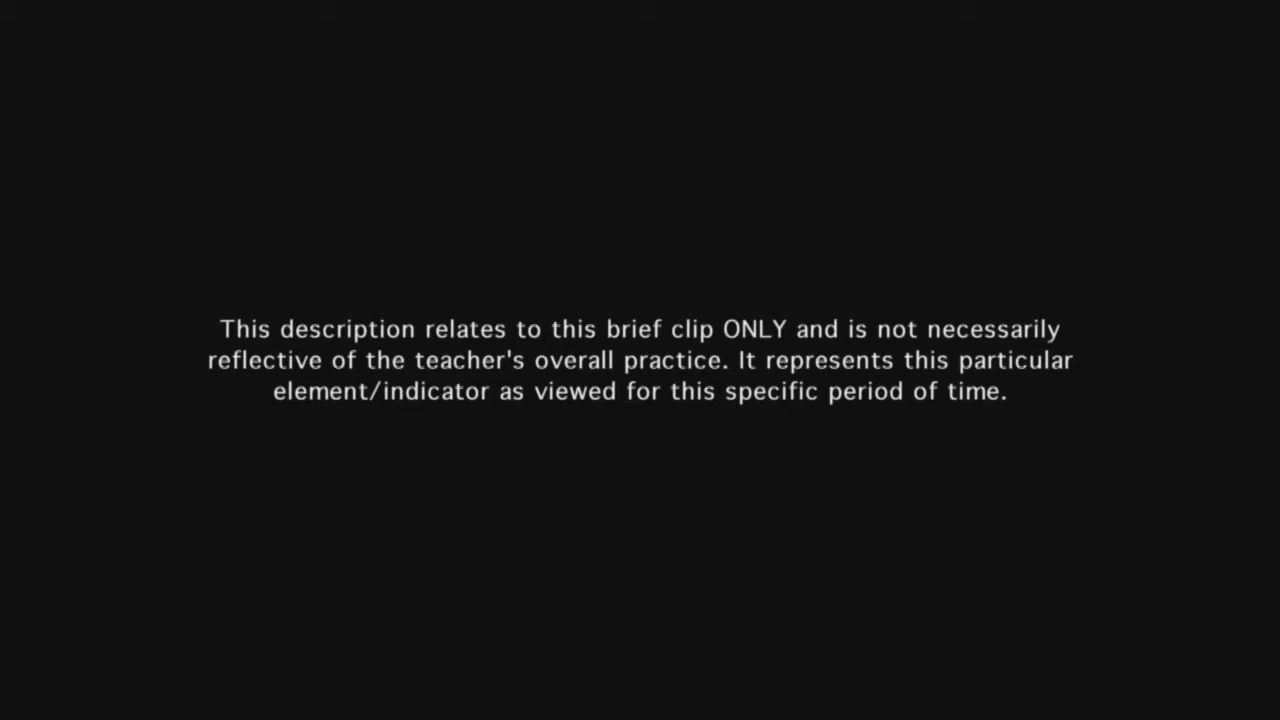 This description relates to this brief clip ONLY and is not necessarily
reflective of the teacher's overall practice. It represents this particular
element/indicator as viewed for this specific period of time.